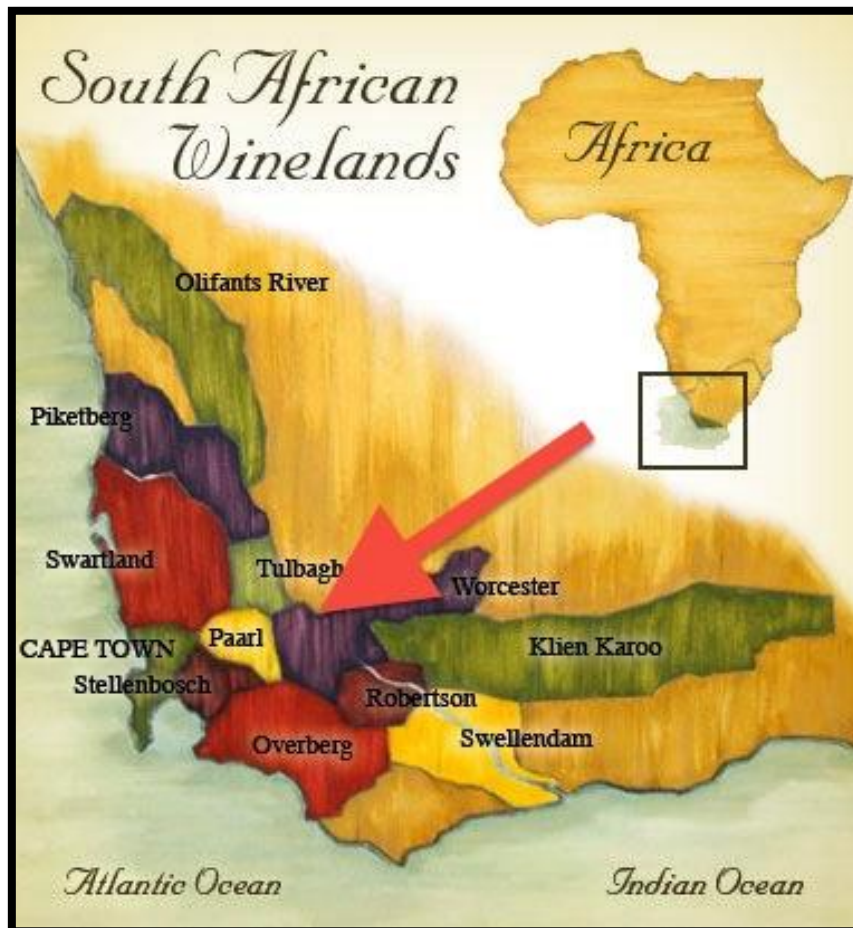 South African
Winelands
Africa
Olifants River
Piketberg
Swartland
Tulbagh
Worcester
CAPE TOWN
Paarl
Klien Karoo
Stellenbosch
Robertson
Overberg
Swellendam
Atlantic Ocean
Indian Ocean